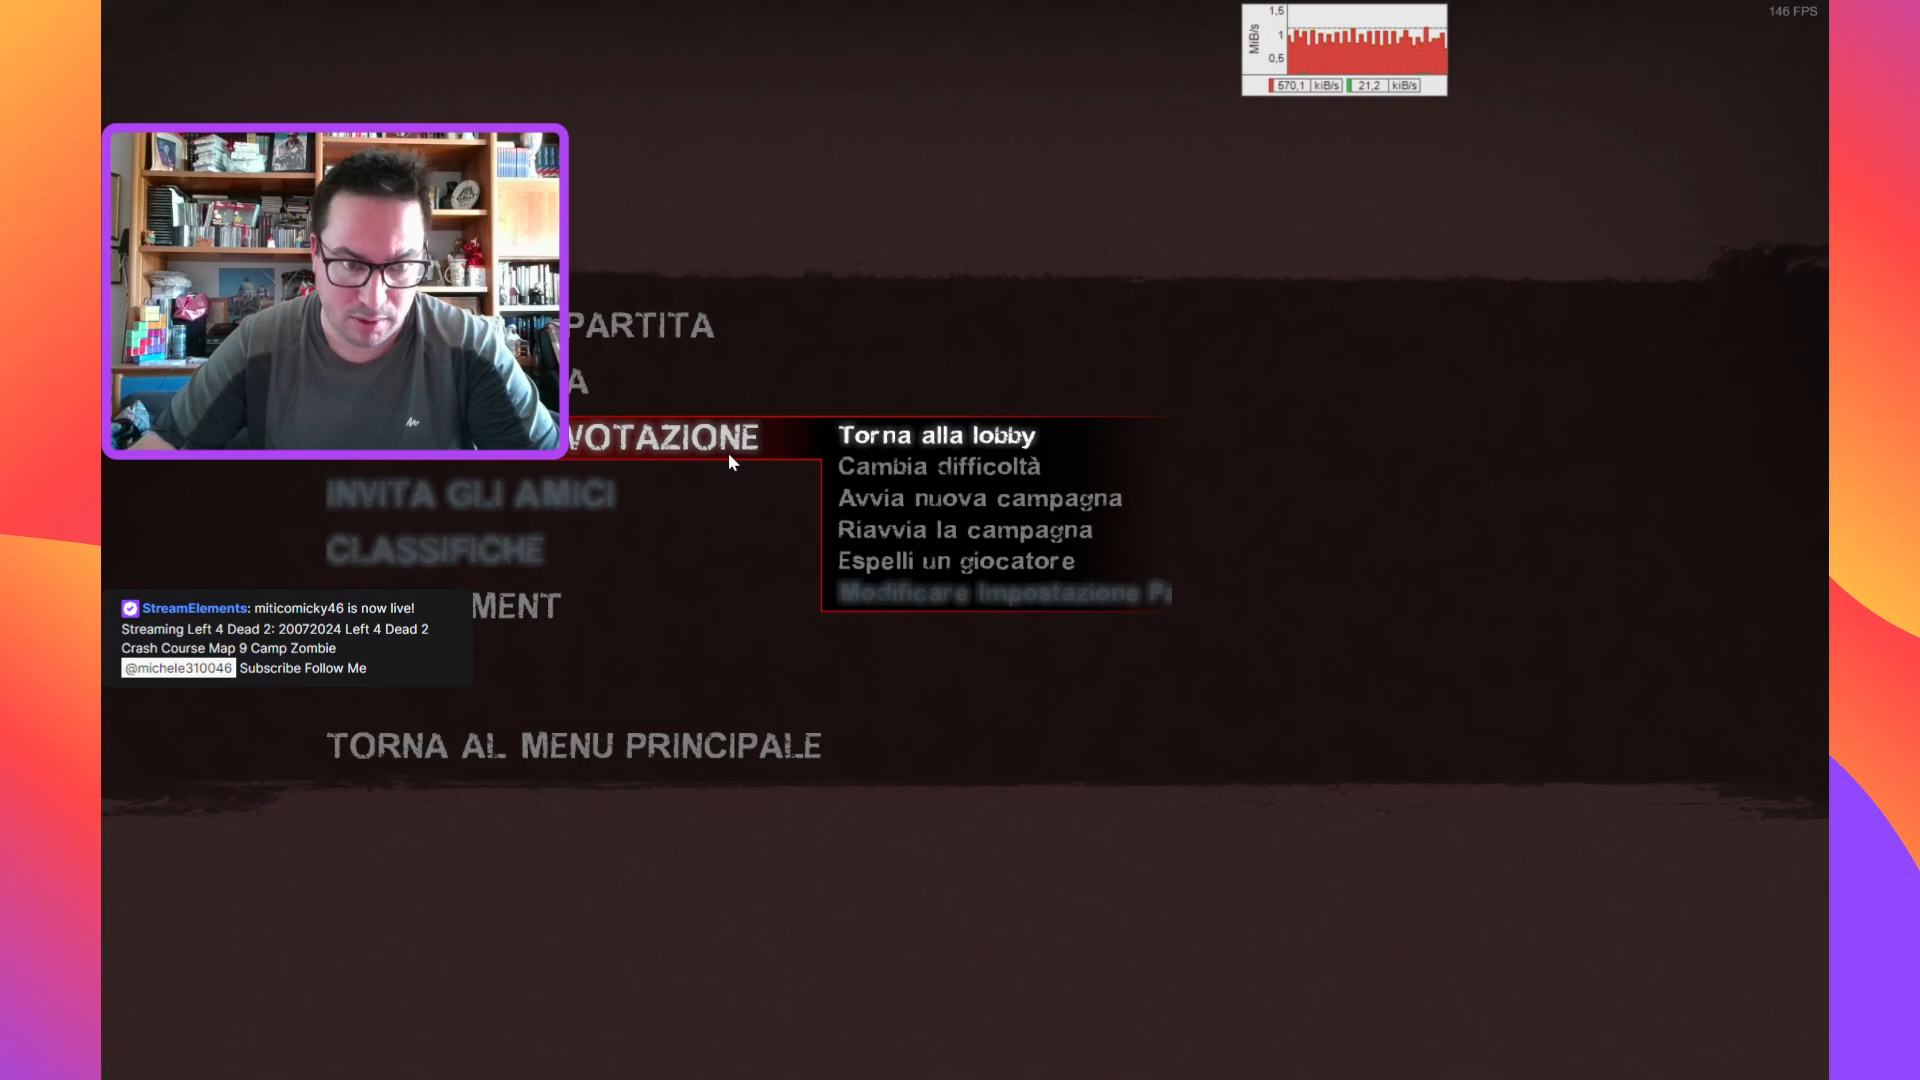 1,5
146 FPS
MiB/s
1
0,5
570,1 kiB/s 21,2 kiB/s
PARTITA
A
VOTAZIONE
Torna alla lobby
Cambia difficoltà
Avvia nuova campagna
Riavvia la campagna
Espelli un giocatore
Modificare Impostazione Pa
INVITA GLI AMICI
CLASSIFICHE
MENT
StreamElements: miticomicky46 is now live!
Streaming Left 4 Dead 2: 20072024 Left 4 Dead 2
Crash Course Map 9 Camp Zombie
@michele310046 Subscribe Follow Me
TORNA AL MENU PRINCIPALE